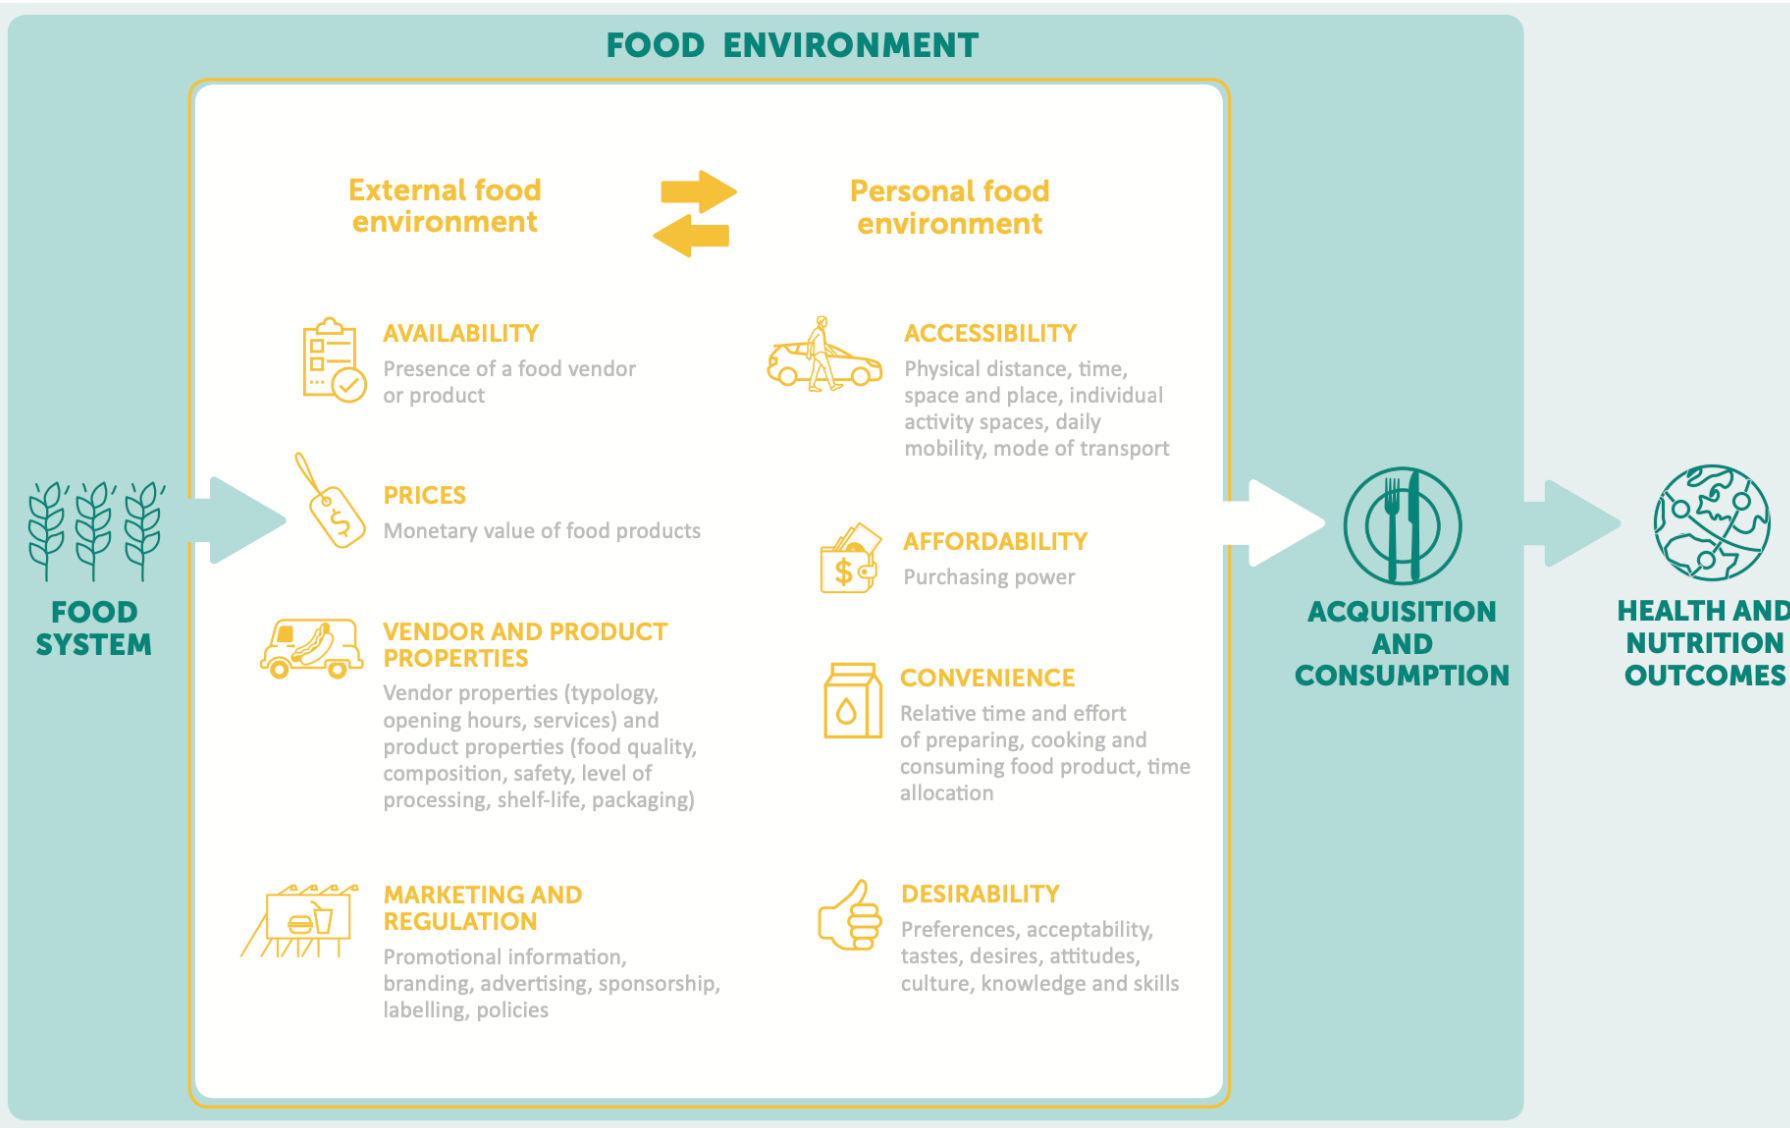 FOOD ENVIRONMENT
External food
environment
Personal food
environment
AVAILABILITY
Presence of a food vendor
or product
PRICES
Monetary value of food products
VENDOR AND PRODUCT
PROPERTIES
Vendor properties (typology,
opening hours, services) and
product properties (food quality,
composition, safety, level of
processing, shelf-life, packaging)
MARKETING AND
REGULATION
Promotional information,
branding, advertising, sponsorship,
labelling, policies
ACCESSIBILITY
Physical distance, time,
space and place, individual
activity spaces, daily
mobility, mode of transport
AFFORDABILITY
Purchasing power
CONVENIENCE
Relative time and effort
of preparing, cooking and
consuming food product, time
allocation
DESIRABILITY
Preferences, acceptability,
tastes, desires, attitudes,
culture, knowledge and skills
FOOD
SYSTEM
ACQUISITION
AND
CONSUMPTION
HEALTH AND
NUTRITION
OUTCOMES
$
$